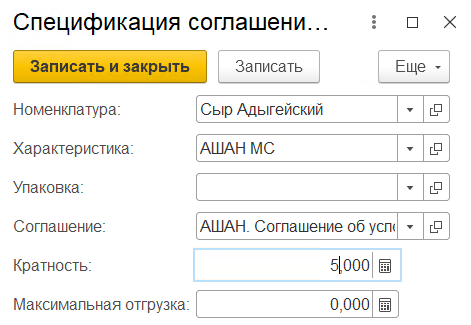 Спецификация соглашени...
Записать и закрыть
Записать
Еще
Номенклатура:
Сыр Адыгейский
Характеристика:
АШАН МС
Упаковка:
Соглашение:
АШАН. Соглашение об усло
Кратность:
5,000
Максимальная отгрузка:
0,000